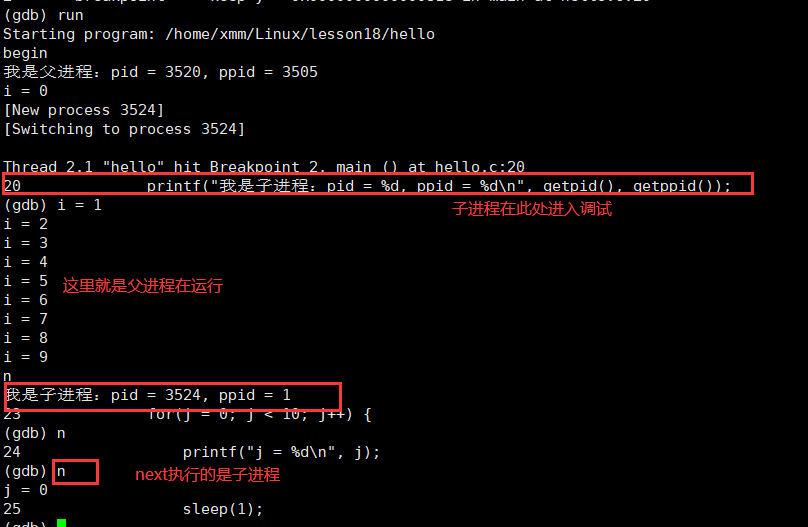 (gdb) run
Starting program: /home/xmm/Linux/lesson18/hello
begin
我是父进程：pid = 3520, ppid = 3505
i = 0
[New process 3524]
[Switching to process 3524]
Thread 2.1 "hello" hit Breakpoint 2, main () at hello.c:20
20 printf("我是子进程：pid = %d, ppid = %d\n", getpid(), getppid());
(gdb) i = 1
子进程在此处进入调试
i = 2
i = 3
i = 4
i = 5
这里就是父进程在运行
i = 6
i = 7
i = 8
i = 9
n
我是子进程：pid = 3524, ppid = 1
23 for(j = 0; j < 10; j++) {
(gdb) n
24 printf("j = %d\n", j);
(gdb) n
next执行的是子进程
j = 0
25 sleep(1);
(gdb)